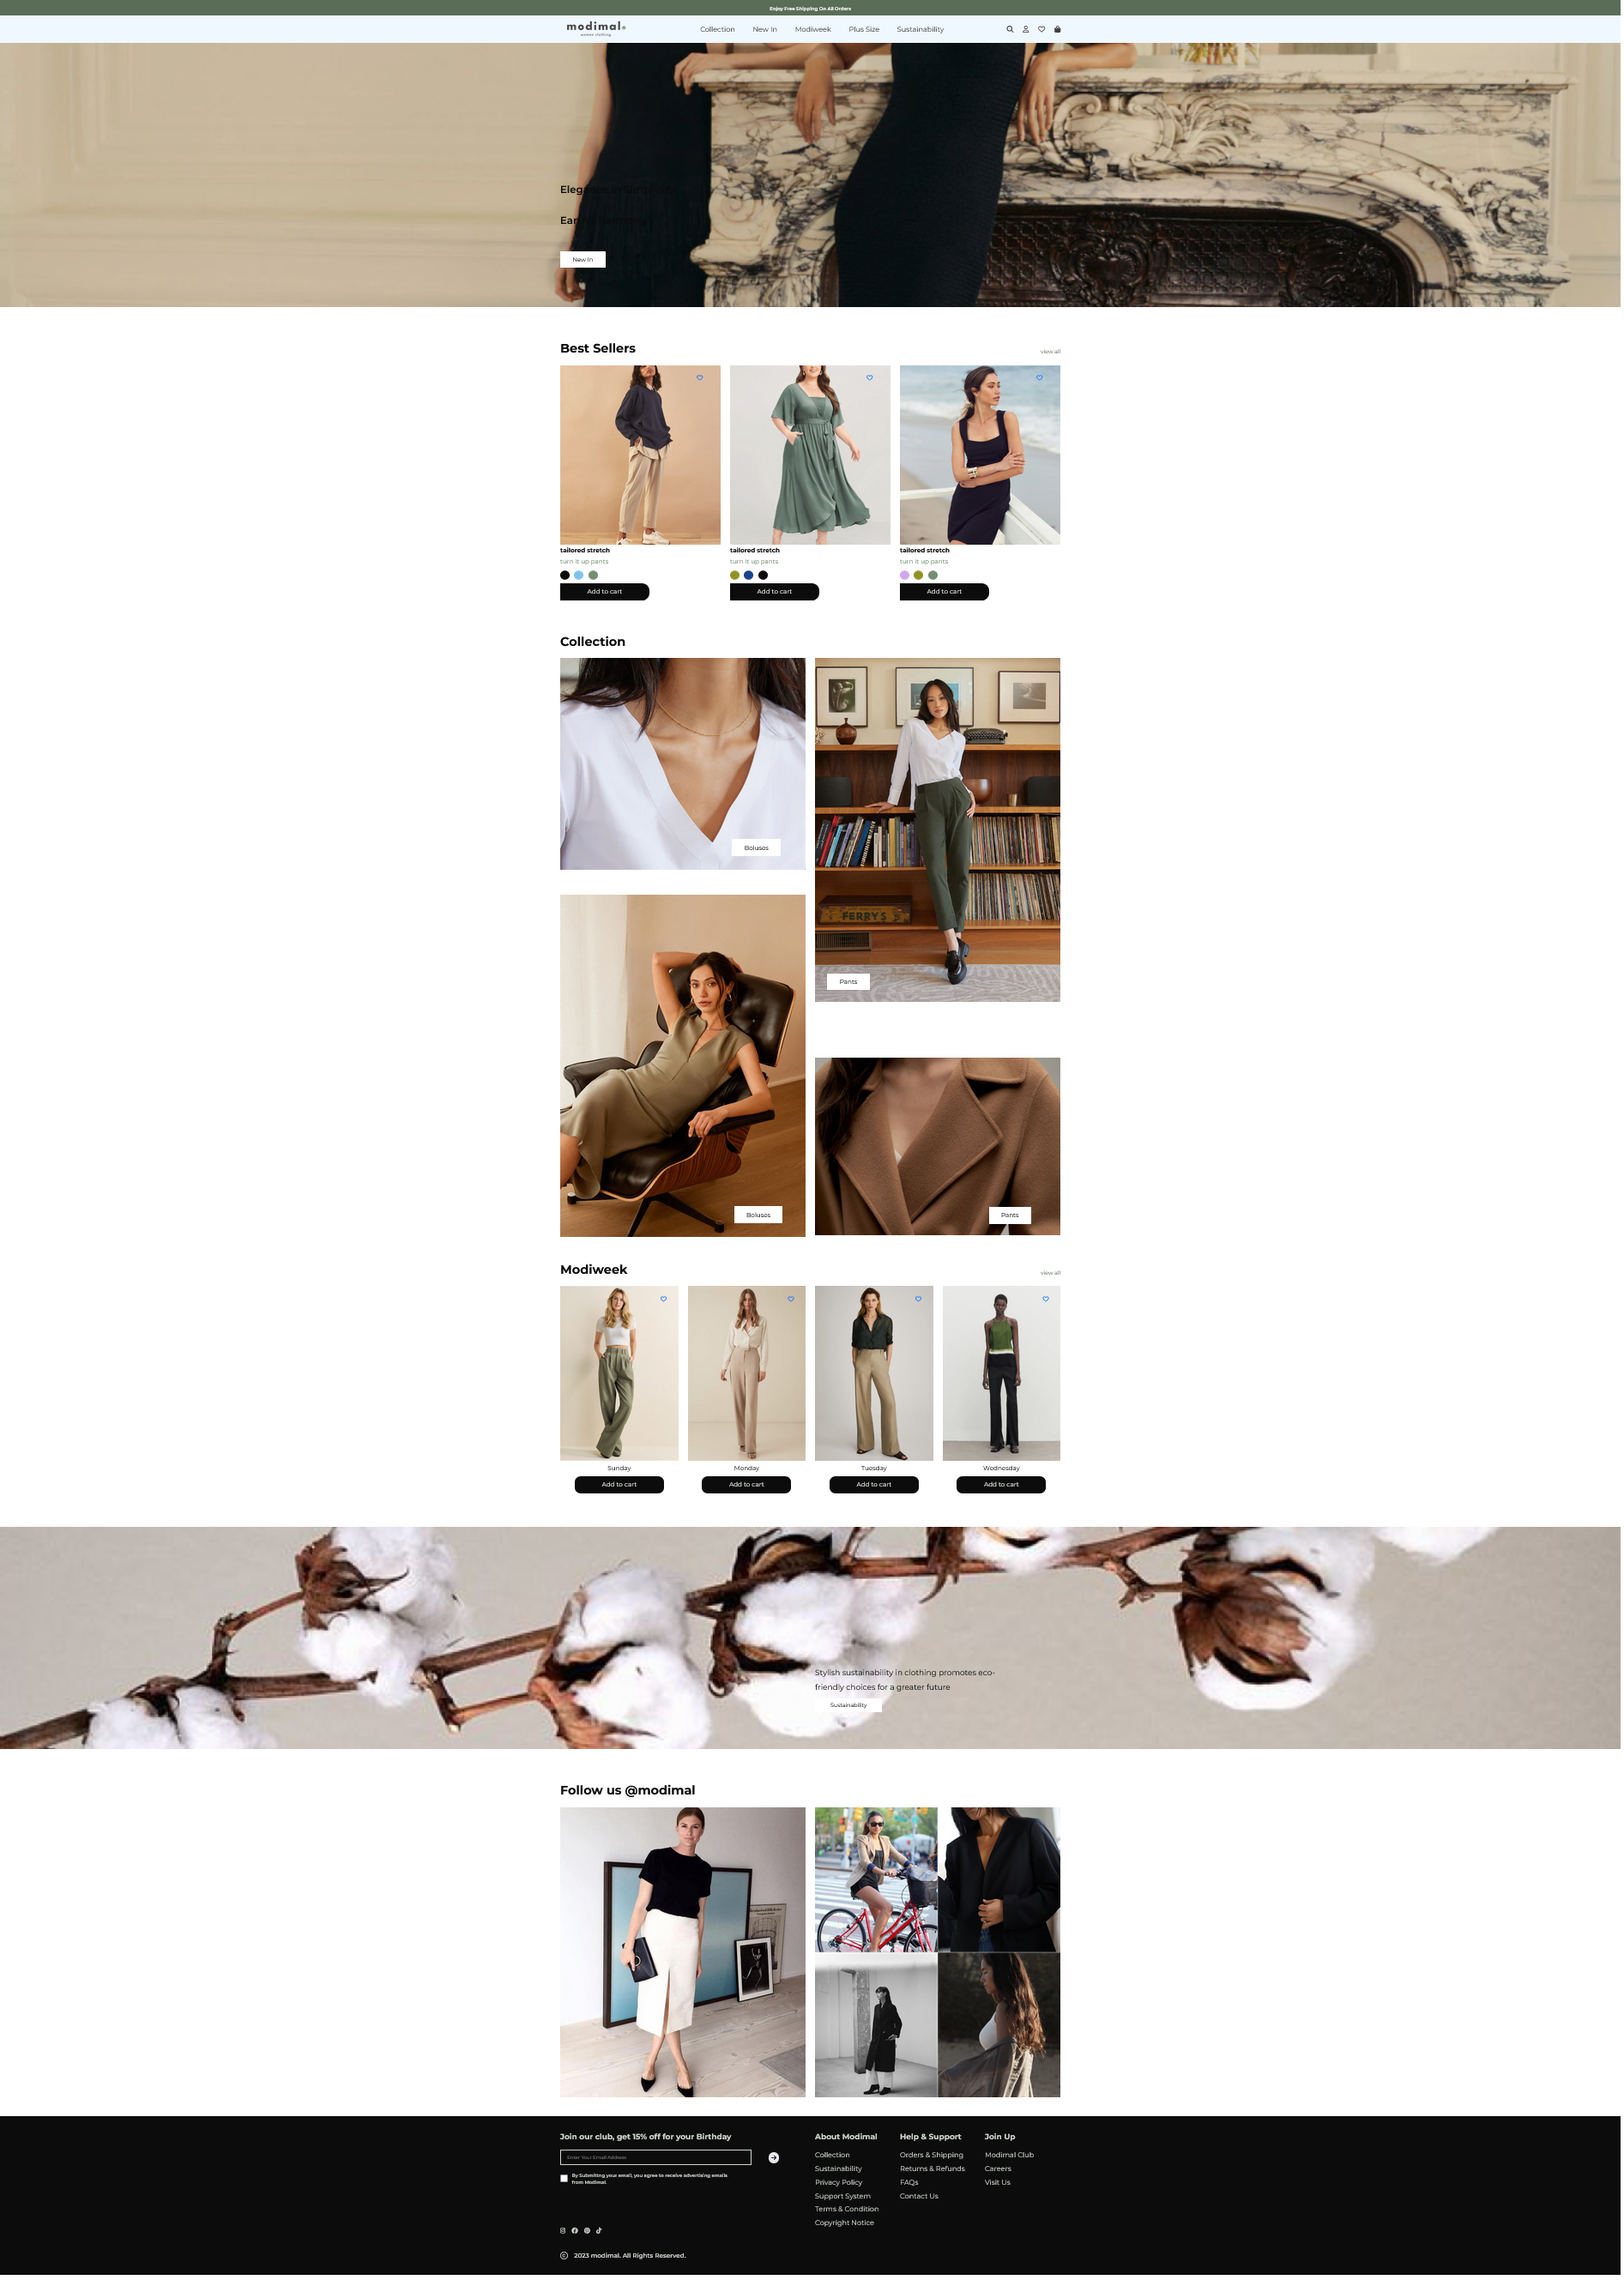 Enjoy Free Shipping On All Orders
modimal.
women clothing
Collection New In Modiweek Plus Size Sustainability
New In
Best Sellers
view all
tailored stretch
turn it up pants
Add to cart
tailored stretch
turn it up pants
Add to cart
tailored stretch
turn it up pants
Add to cart
Collection
Boluses
FERRY'S
Pants
Boluses
Pants
Modiweek
view all
Sunday
Add to cart
Monday
Add to cart
Tuesday
Add to cart
Wednesday
Add to cart
Stylish sustainability in clothing promotes eco-
friendly choices for a greater future
Sustainability
Follow us @modimal
Join our club, get 15% off for your Birthday
Enter Your Email Address
By Submiting your email, you agree to receive advertising emails
from Modimal.
2023 modimal. All Rights Reserved.
About Modimal
Collection
Sustainability
Privacy Policy
Support System
Terms & Condition
Copyright Notice
Help & Support
Orders & Shipping
Returns & Refunds
FAQs
Contact Us
Join Up
Modimal Club
Careers
Visit Us